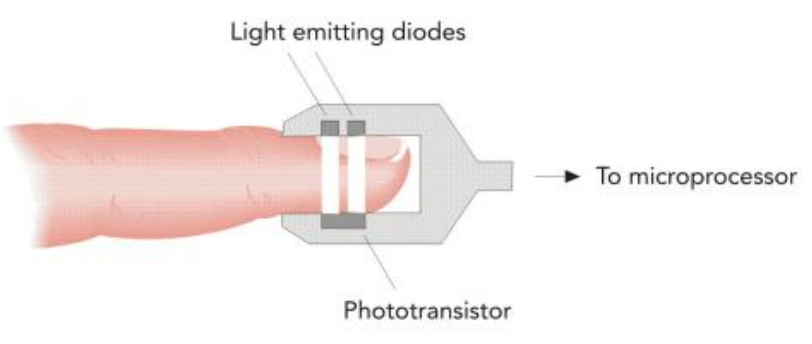 Light emitting diodes
To microprocessor
Phototransistor